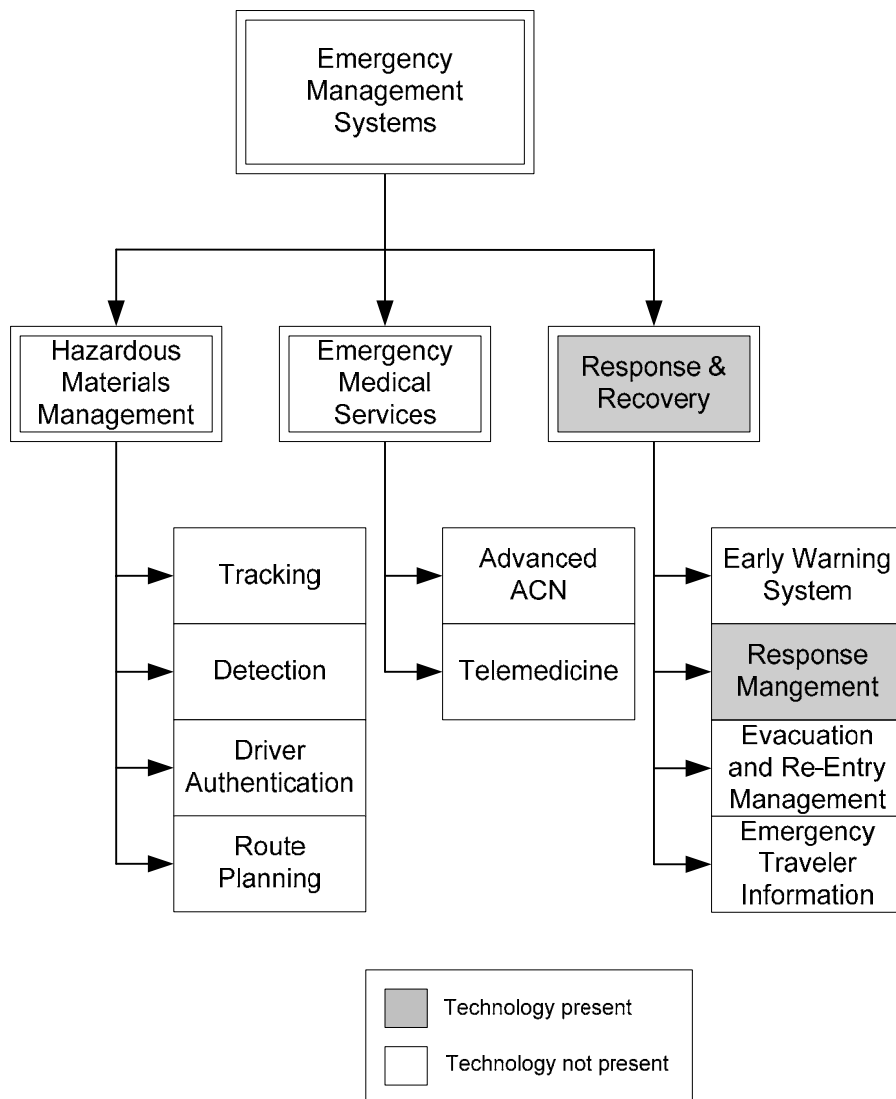 Emergency
Management
Systems
Hazardous
Materials
Management
Emergency
Medical
Services
Response &
Recovery
Tracking
Detection
Driver
Authentication
Route
Planning
Advanced
ACN
Telemedicine
Early Warning
System
Response
Mangement
Evacuation
and Re-Entry
Management
Emergency
Traveler
Information
Technology present
Technology not present